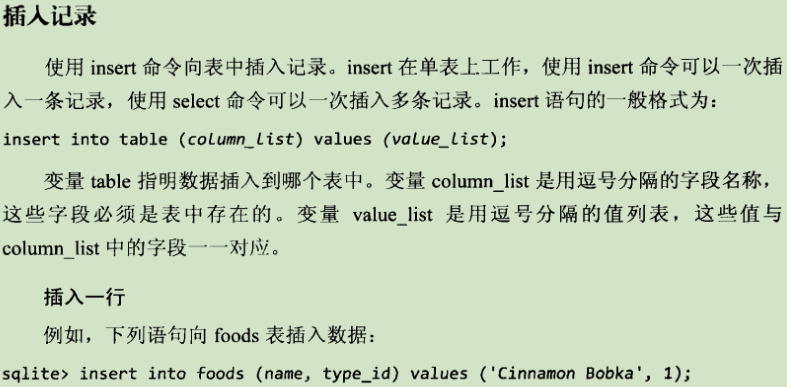 插入记录
使用 insert 命令向表中插入记录。insert 在单表上工作，使用 insert 命令可以一次插
入一条记录，使用 select 命令可以一次插入多条记录。insert 语句的一般格式为：
insert into table (column_list) values (value_list);
变量 table 指明数据插入到哪个表中。变量 column_list 是用逗号分隔的字段名称，
这些字段必须是表中存在的。变量 value_list 是用逗号分隔的值列表，这些值与
column_list 中的字段一一对应。
插入一行
例如，下列语句向 foods 表插入数据：
sqlite> insert into foods (name, type_id) values ('Cinnamon Bobka', 1);